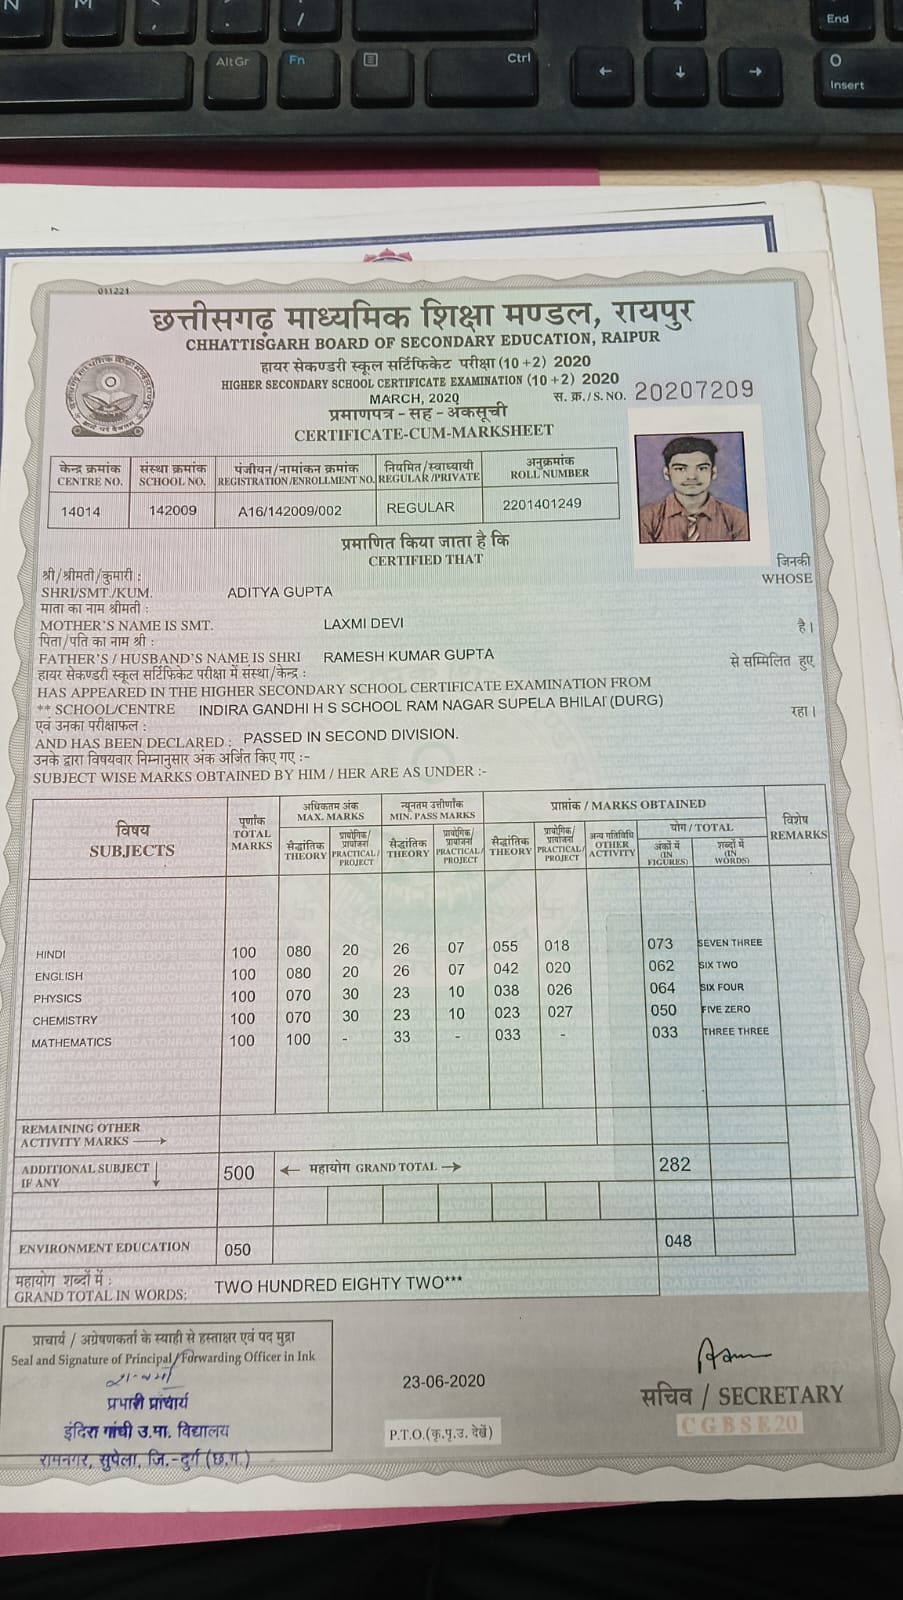 N
M
/
AltGr
Fn
Ctrl
End
O
Insert
011221
छत्तीसगढ़ माध्यमिक शिक्षा मण्डल, रायपुर
CHHATTISGARH BOARD OF SECONDARY EDUCATION, RAIPUR
हायर सेकण्डरी स्कूल सर्टिफिकेट परीक्षा (10+2) 2020
HIGHER SECONDARY SCHOOL CERTIFICATE EXAMINATION (10+2) 2020
MARCH, 2020
स. क्र./S. NO. 20207209
प्रमाणपत्र - सह - अंकसूची
CERTIFICATE-CUM-MARKSHEET
केन्द्र क्रमांक संस्था क्रमांक पंजीयन/नामांकन क्रमांक नियमित/स्वाध्यायी अनुक्रमांक
CENTRE NO. SCHOOL NO. REGISTRATION/ENROLLMENT NO. REGULAR/PRIVATE ROLL NUMBER
14014 142009 A16/142009/002 REGULAR 2201401249
प्रमाणित किया जाता है कि
CERTIFIED THAT
जिनकी
WHOSE
श्री/श्रीमती/कुमारी :
SHRI/SMT./KUM. ADITYA GUPTA
माता का नाम श्रीमती :
MOTHER'S NAME IS SMT. LAXMI DEVI
है।
पिता/पति का नाम श्री :
FATHER'S / HUSBAND'S NAME IS SHRI RAMESH KUMAR GUPTA
हायर सेकण्डरी स्कूल सर्टिफिकेट परीक्षा में संस्था/केन्द्र : से सम्मिलित हुए
HAS APPEARED IN THE HIGHER SECONDARY SCHOOL CERTIFICATE EXAMINATION FROM
** SCHOOL/CENTRE INDIRA GANDHI H S SCHOOL RAM NAGAR SUPELA BHILAI (DURG)
एवं उनका परीक्षाफल : रहा।
AND HAS BEEN DECLARED : PASSED IN SECOND DIVISION.
उनके द्वारा विषयवार निम्नानुसार अंक अर्जित किए गए :-
SUBJECT WISE MARKS OBTAINED BY HIM / HER ARE AS UNDER :-
विषय
SUBJECTS
पूर्णांक
TOTAL
MARKS
अधिकतम अंक
MAX. MARKS
न्यूनतम उत्तीर्णांक
MIN. PASS MARKS
प्राप्तांक / MARKS OBTAINED
विशेष
REMARKS
सैद्धांतिक
THEORY
प्रायोगिक/
प्रायोजना
PRACTICAL/
PROJECT
सैद्धांतिक
THEORY
प्रायोगिक/
प्रायोजना
PRACTICAL/
PROJECT
सैद्धांतिक
THEORY
प्रायोगिक/
प्रायोजना
PRACTICAL/
PROJECT
अन्य गतिविधि
OTHER
ACTIVITY
योग / TOTAL
अंकों में
(IN
FIGURES)
शब्दों में
(IN
WORDS)
HINDI 100 080 20 26 07 055 018 073 SEVEN THREE
ENGLISH 100 080 20 26 07 042 020 062 SIX TWO
PHYSICS 100 070 30 23 10 038 026 064 SIX FOUR
CHEMISTRY 100 070 30 23 10 023 027 050 FIVE ZERO
MATHEMATICS 100 100 - 33 - 033 - 033 THREE THREE
REMAINING OTHER
ACTIVITY MARKS
ADDITIONAL SUBJECT
IF ANY
500 महायोग GRAND TOTAL 282
ENVIRONMENT EDUCATION 050 048
महायोग शब्दों में :
GRAND TOTAL IN WORDS: TWO HUNDRED EIGHTY TWO***
प्राचार्य / अग्रेषणकर्ता के स्याही से हस्ताक्षर एवं पद मुद्रा
Seal and Signature of Principal/Forwarding Officer in Ink
प्रभारी प्राचार्य
इंदिरा गांधी उ.मा. विद्यालय
रामनगर, सुपेला, जि.-दुर्ग (छ.ग.)
23-06-2020
P.T.O.(कृ.पृ.उ. देखें)
सचिव / SECRETARY
CGBSE20